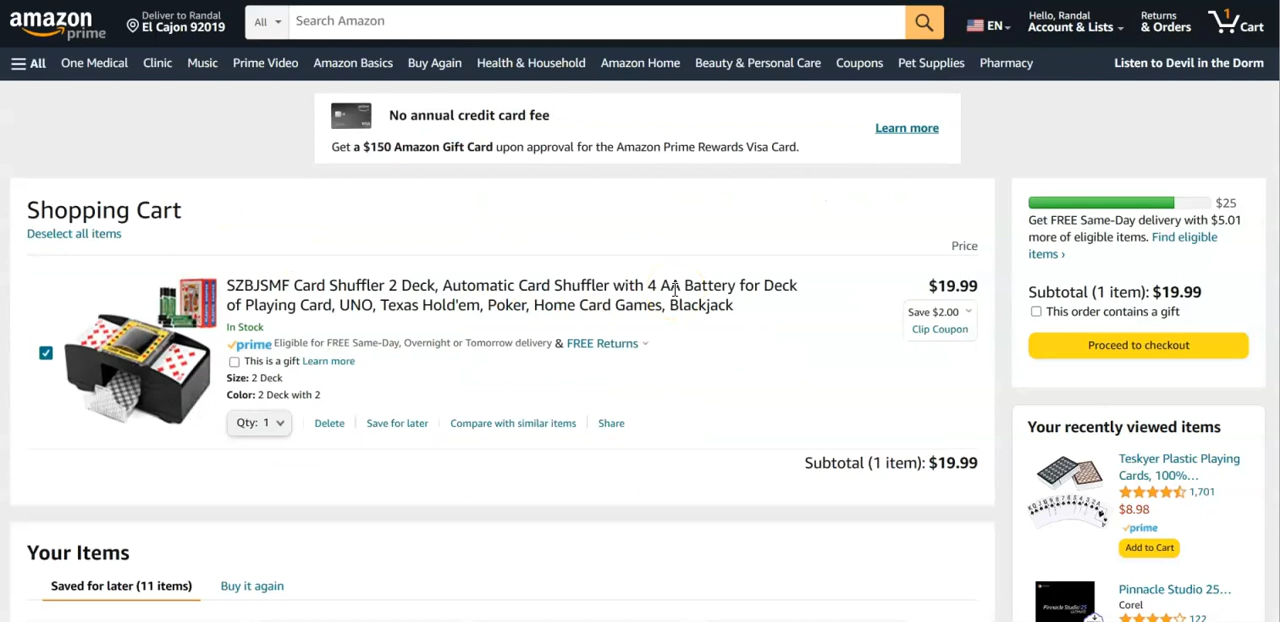 amazon
prime
Deliver to Randal
El Cajon 92019
All
Search Amazon
EN
Hello, Randal
Account & Lists
Returns
& Orders
1
Cart
All
One Medical
Clinic
Music
Prime Video
Amazon Basics
Buy Again
Health & Household
Amazon Home
Beauty & Personal Care
Coupons
Pet Supplies
Pharmacy
Listen to Devil in the Dorm
No annual credit card fee
Get a $150 Amazon Gift Card upon approval for the Amazon Prime Rewards Visa Card.
Learn more
Shopping Cart
Deselect all items
Price
SZBJSMF Card Shuffler 2 Deck, Automatic Card Shuffler with 4 AA Battery for Deck
of Playing Card, UNO, Texas Hold'em, Poker, Home Card Games, Blackjack
$19.99
Save $2.00
Clip Coupon
In Stock
prime Eligible for FREE Same-Day, Overnight or Tomorrow delivery & FREE Returns
This is a gift Learn more
Size: 2 Deck
Color: 2 Deck with 2
Qty: 1
Delete
Save for later
Compare with similar items
Share
Subtotal (1 item): $19.99
$25
Get FREE Same-Day delivery with $5.01
more of eligible items. Find eligible
items ›
Subtotal (1 item): $19.99
This order contains a gift
Proceed to checkout
Your recently viewed items
Teskyer Plastic Playing
Cards, 100%...
1,701
$8.98
prime
Add to Cart
Pinnacle Studio 25...
Corel
122
Your Items
Saved for later (11 items)
Buy it again